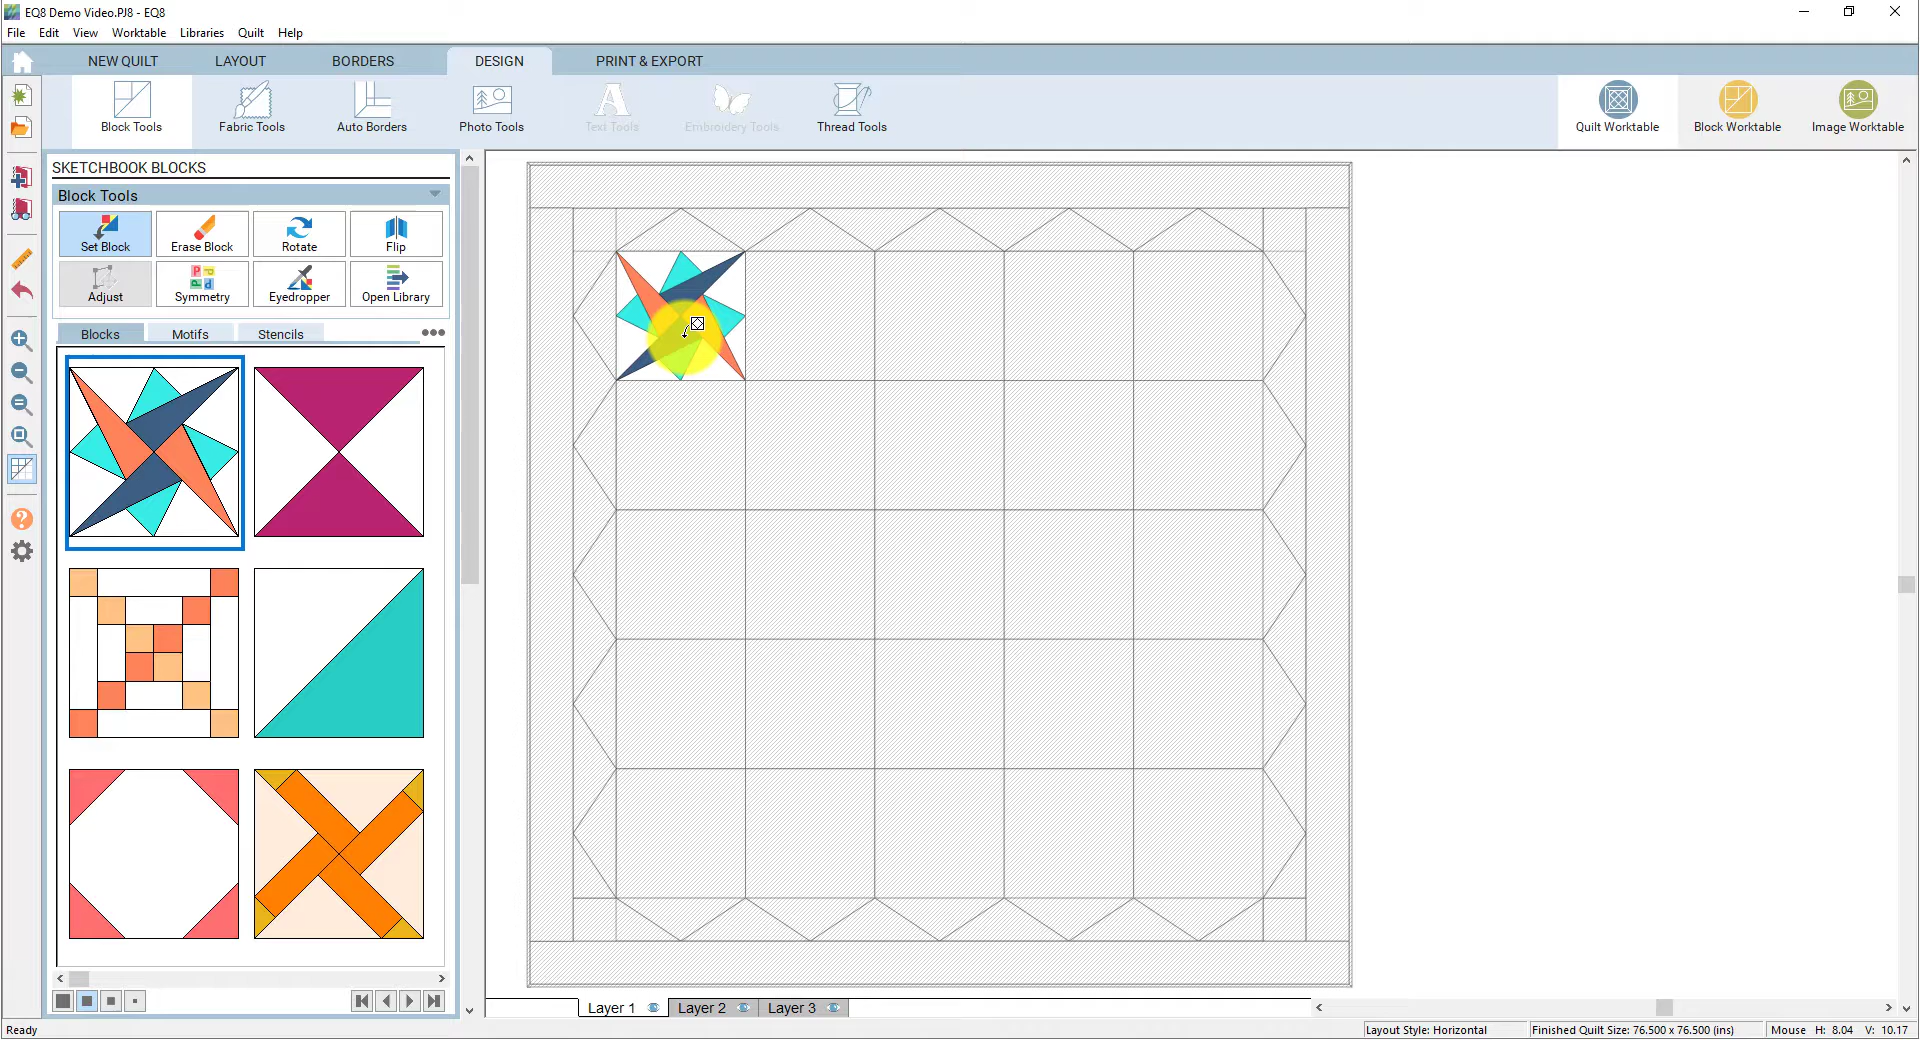 EQ8 Demo Video.PJ8 - EQ8
File Edit View Worktable Libraries Quilt Help
NEW QUILT LAYOUT BORDERS DESIGN PRINT & EXPORT
Block Tools Fabric Tools Auto Borders Photo Tools Text Tools Embroidery Tools Thread Tools Quilt Worktable Block Worktable Image Worktable
SKETCHBOOK BLOCKS
Block Tools
Set Block Erase Block Rotate Flip
Adjust Symmetry Eyedropper Open Library
Blocks Motifs Stencils
Layer 1 Layer 2 Layer 3
Ready Layout Style: Horizontal Finished Quilt Size: 76.500 x 76.500 (ins) Mouse H: 8.04 V: 10.17